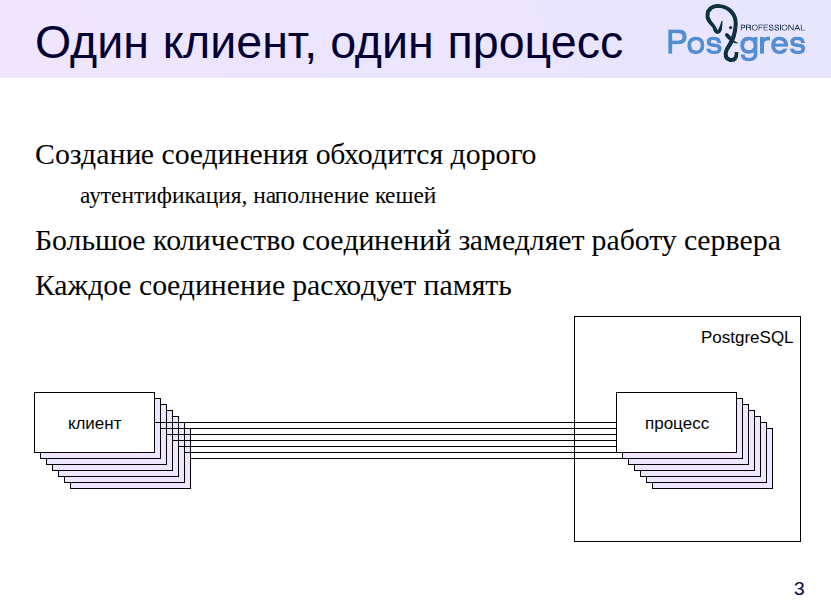 Один клиент, один процесс
PROFESSIONAL
Postgres
Создание соединения обходится дорого
аутентификация, наполнение кешей
Большое количество соединений замедляет работу сервера
Каждое соединение расходует память
PostgreSQL
клиент
процесс
3